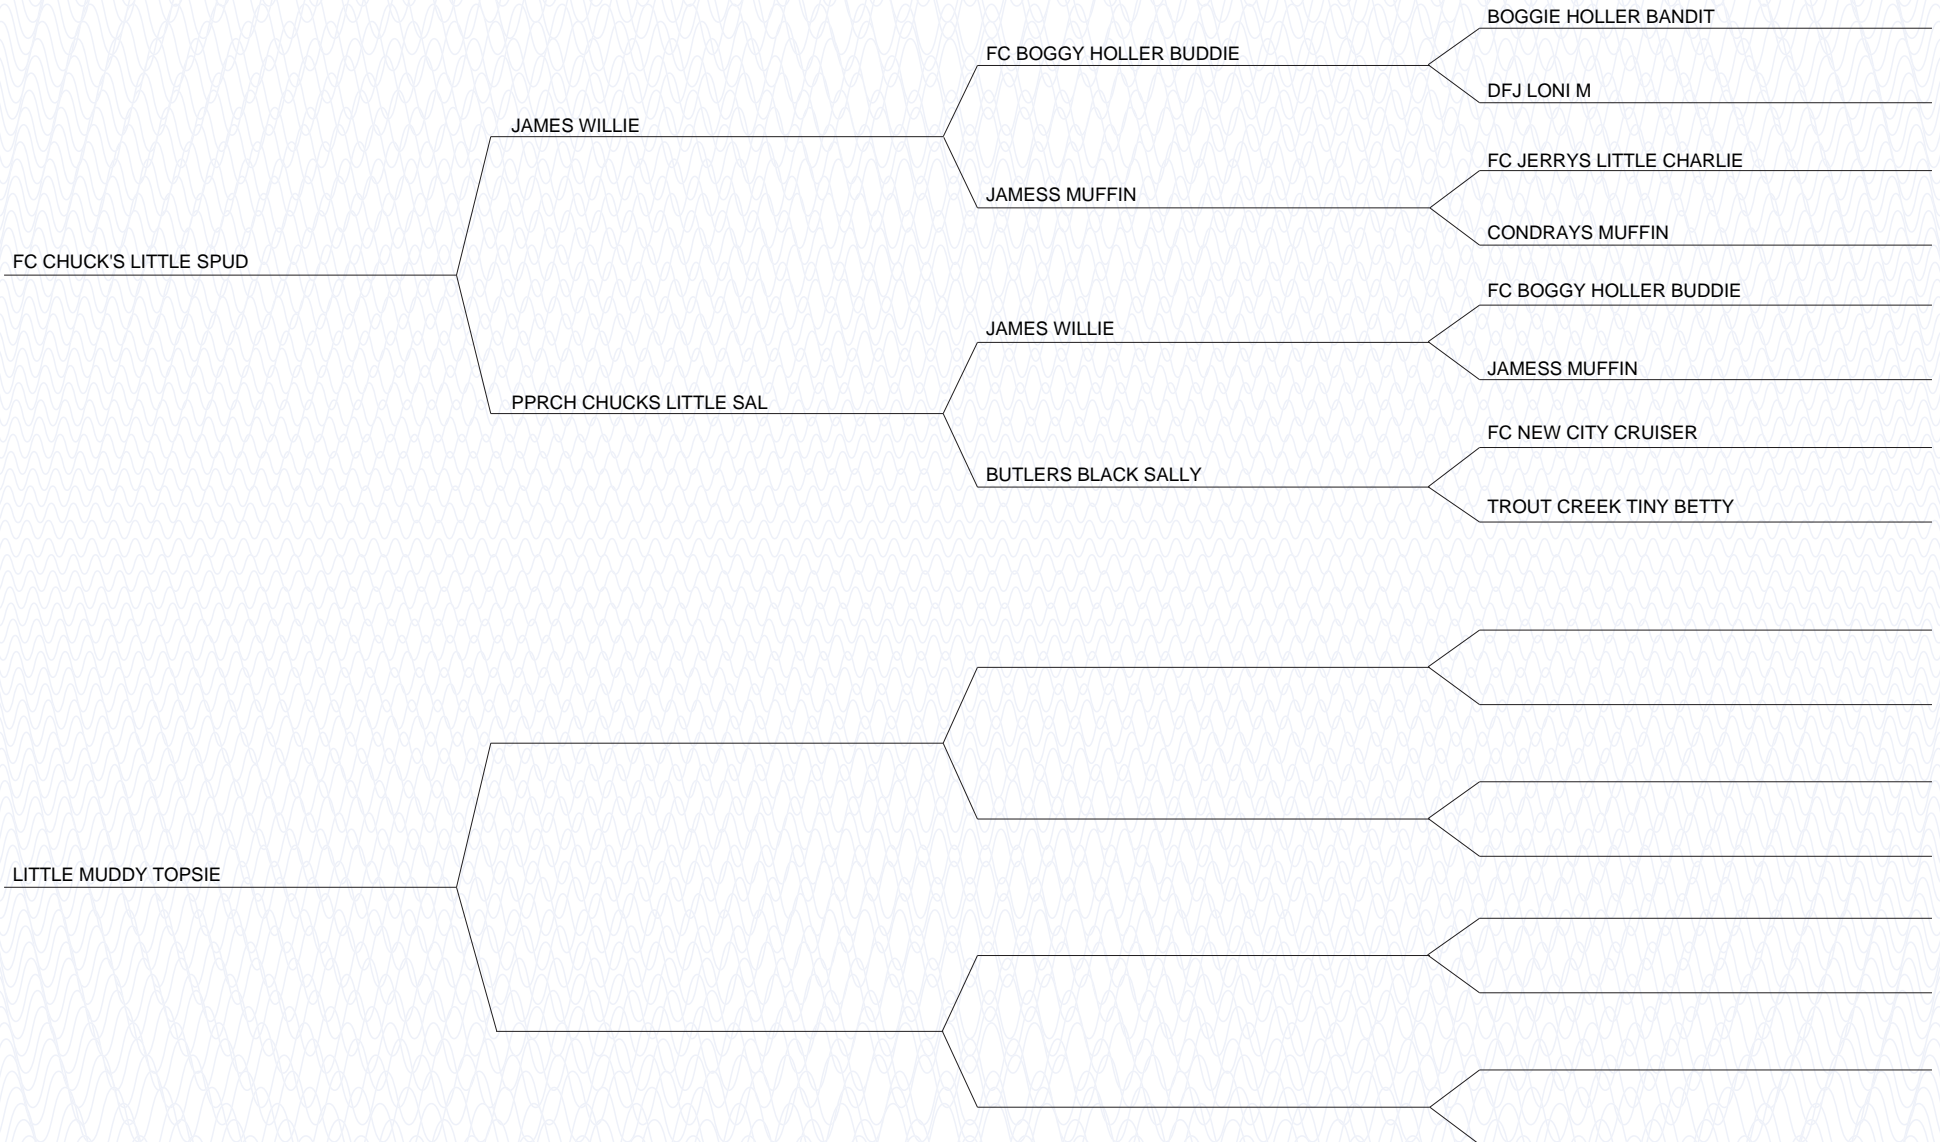 BOGGIE HOLLER BANDIT
FC BOGGY HOLLER BUDDIE
DFJ LONI M
JAMES WILLIE
FC JERRYS LITTLE CHARLIE
JAMESS MUFFIN
CONDRAYS MUFFIN
FC CHUCK'S LITTLE SPUD
FC BOGGY HOLLER BUDDIE
JAMES WILLIE
JAMESS MUFFIN
PPRCH CHUCKS LITTLE SAL
FC NEW CITY CRUISER
BUTLERS BLACK SALLY
TROUT CREEK TINY BETTY
LITTLE MUDDY TOPSIE